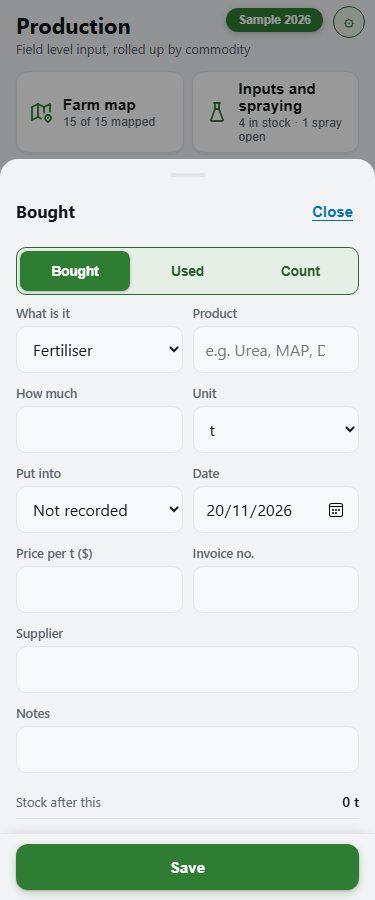 Production
Sample 2026
Field level input, rolled up by commodity
Farm map
15 of 15 mapped
Inputs and
spraying
4 in stock · 1 spray
open
Bought
Close
Bought
Used
Count
What is it
Product
Fertiliser
e.g. Urea, MAP, D
How much
Unit
t
Put into
Date
Not recorded
20/11/2026
Price per t ($)
Invoice no.
Supplier
Notes
Stock after this
0 t
Save